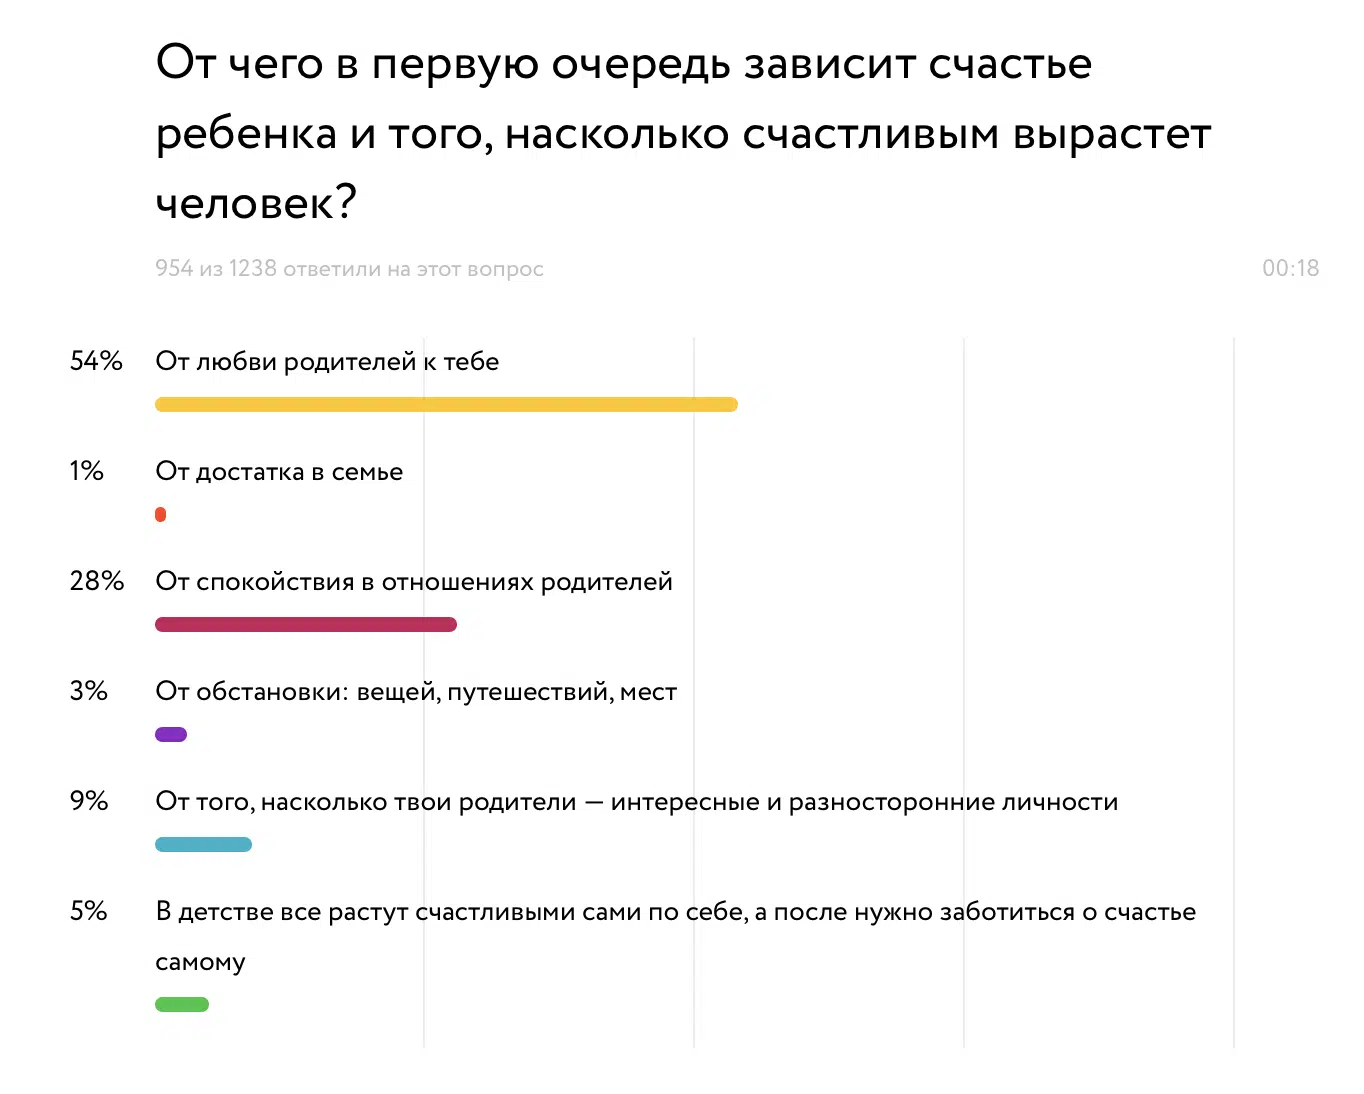 От чего в первую очередь зависит счастье
ребенка и того, насколько счастливым вырастет
человек?
954 из 1238 ответили на этот вопрос
00:18
54% От любви родителей к тебе
1% От достатка в семье
28% От спокойствия в отношениях родителей
3% От обстановки: вещей, путешествий, мест
9% От того, насколько твои родители — интересные и разносторонние личности
5% В детстве все растут счастливыми сами по себе, а после нужно заботиться о счастье
самому